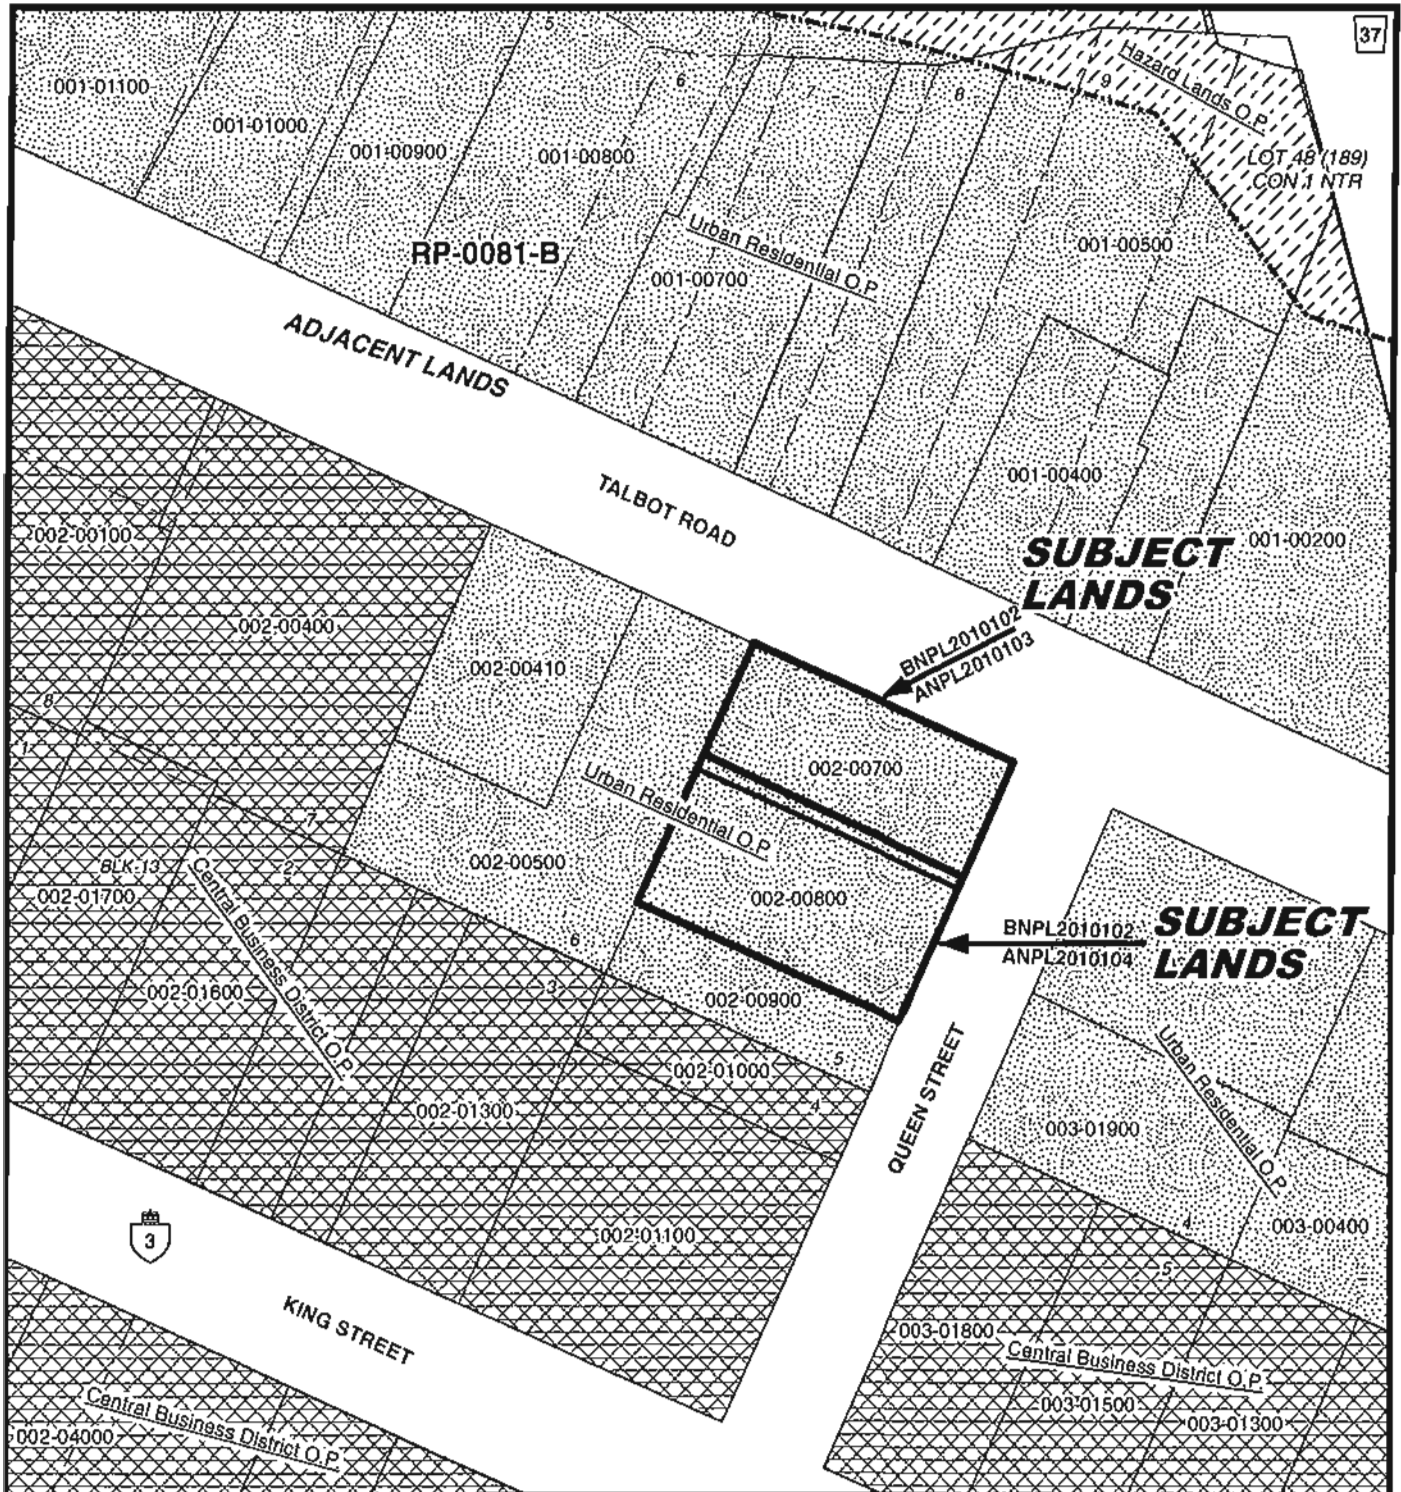 37
5
6
7
8
9
Hazard Lands O.P
001-01100
001-01000
001-00900
001-00800
LOT 48 (189)
CON 1 NTR
RP-0081-B
Urban Residential O.P
001-00700
001-00500
ADJACENT LANDS
TALBOT ROAD
001-00400
001-00200
SUBJECT
LANDS
BNPL2010102
ANPL2010103
002-00100
002-00400
002-00410
8
1
002-00700
Urban Residential O.P
7
2
002-00500
002-00800
BLK-13
002-01700
Central Business District O.P
SUBJECT
LANDS
BNPL2010102
ANPL2010104
6
3
002-01600
002-00900
5
002-01000
4
002-01300
QUEEN STREET
Urban Residential O.P
003-01900
4
003-00400
5
002-01100
3
KING STREET
003-01800
Central Business District O.P
003-01500
003-01300
Central Business District O.P
002-04000